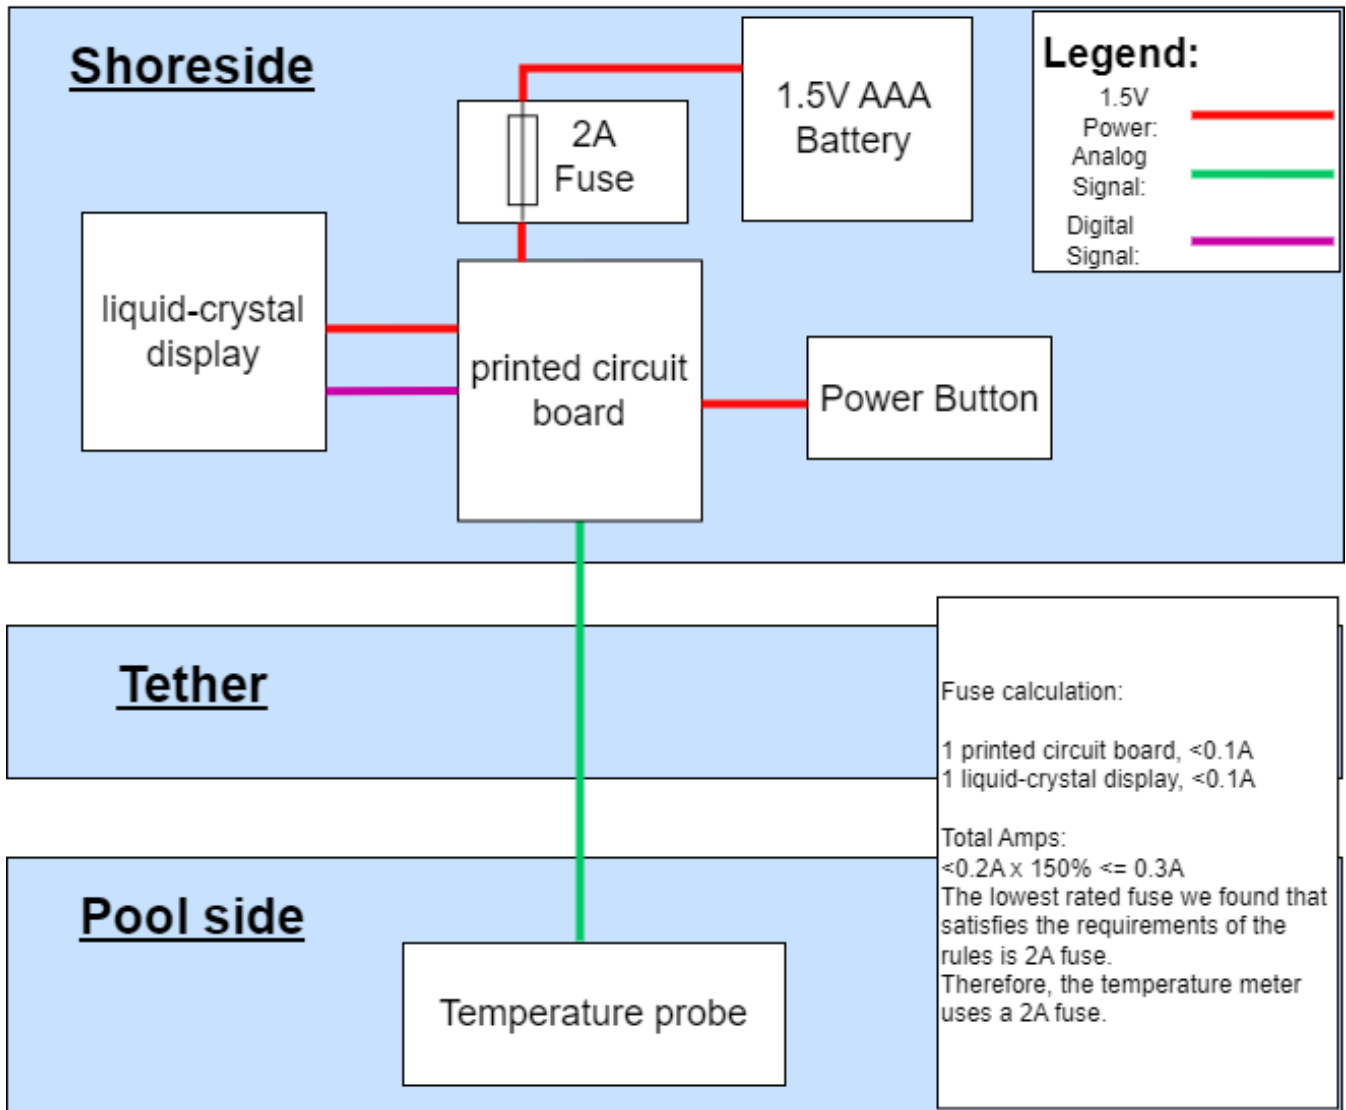 Shoreside
1.5V AAA
Battery
2A
Fuse
Legend:
1.5V
Power:
Analog
Signal:
Digital
Signal:
liquid-crystal
display
printed circuit
board
Power Button
Tether
Fuse calculation:
1 printed circuit board, <0.1A
1 liquid-crystal display, <0.1A
Total Amps:
<0.2A x 150% <= 0.3A
The lowest rated fuse we found that
satisfies the requirements of the
rules is 2A fuse.
Therefore, the temperature meter
uses a 2A fuse.
Pool side
Temperature probe